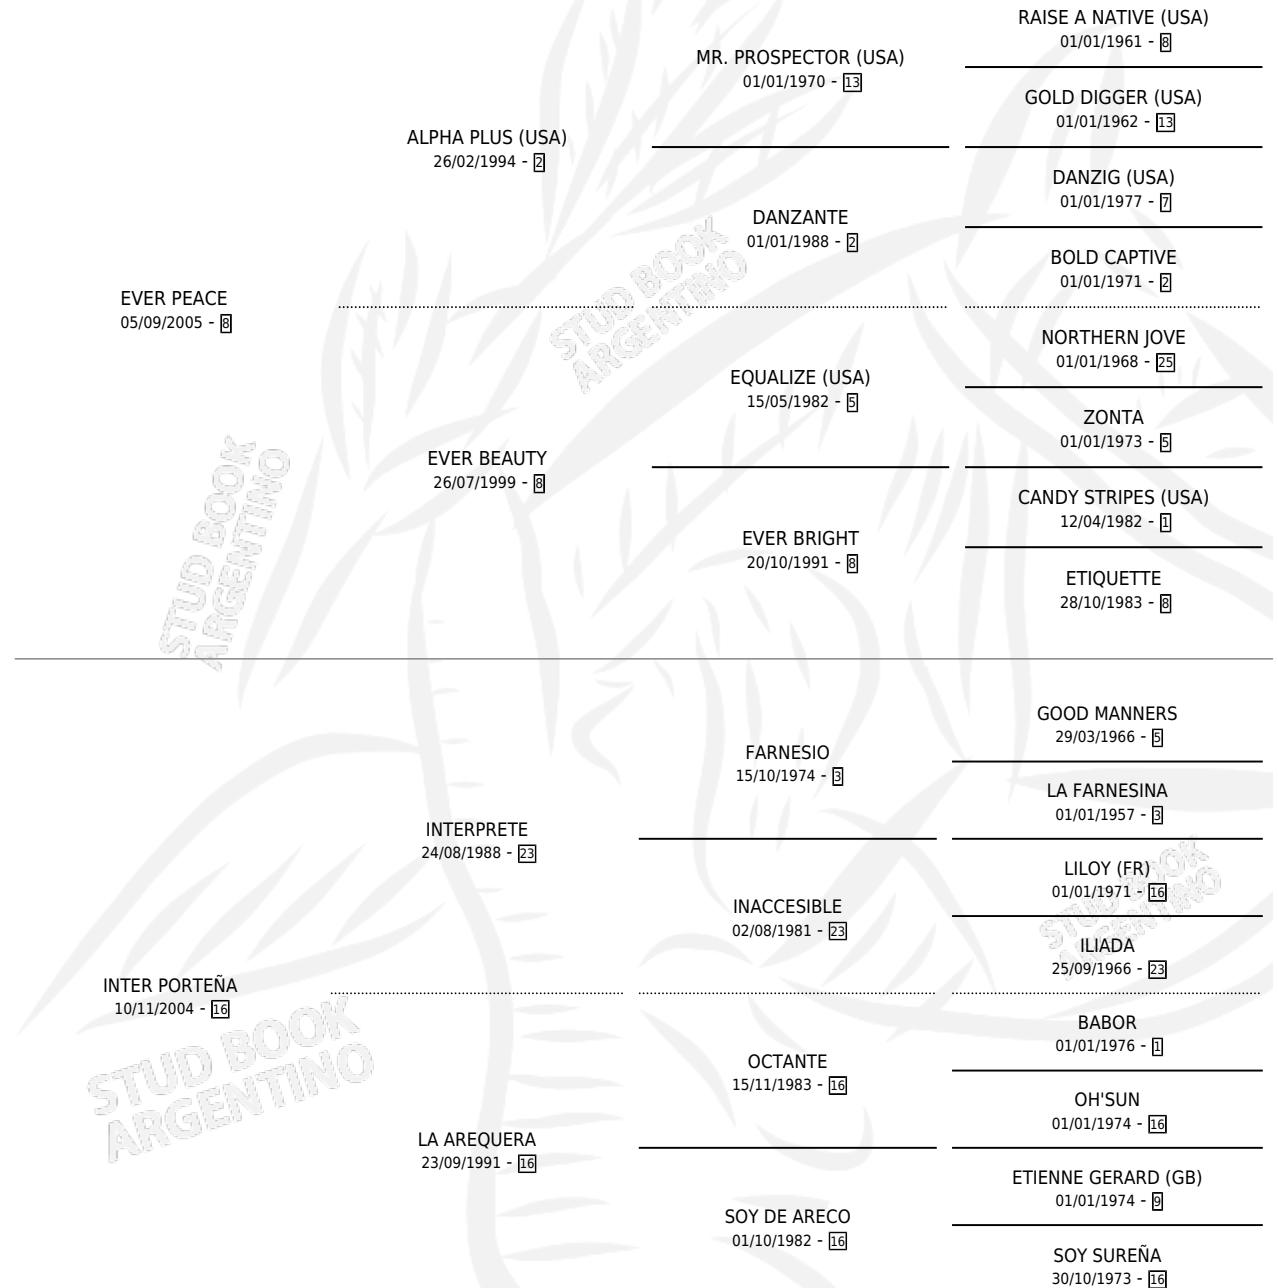 RAISE A NATIVE (USA)
01/01/1961 - 8
MR. PROSPECTOR (USA)
01/01/1970 - 13
GOLD DIGGER (USA)
01/01/1962 - 13
ALPHA PLUS (USA)
26/02/1994 - 2
DANZIG (USA)
01/01/1977 - 7
DANZANTE
01/01/1988 - 2
BOLD CAPTIVE
01/01/1971 - 2
EVER PEACE
05/09/2005 - 8
NORTHERN JOVE
01/01/1968 - 25
EQUALIZE (USA)
15/05/1982 - 5
ZONTA
01/01/1973 - 5
EVER BEAUTY
26/07/1999 - 8
CANDY STRIPES (USA)
12/04/1982 - 1
EVER BRIGHT
20/10/1991 - 8
ETIQUETTE
28/10/1983 - 8
GOOD MANNERS
29/03/1966 - 5
FARNESIO
15/10/1974 - 3
LA FARNESINA
01/01/1957 - 3
INTERPRETE
24/08/1988 - 23
LILOY (FR)
01/01/1971 - 16
INACCESIBLE
02/08/1981 - 23
ILIADA
25/09/1966 - 23
INTER PORTEÑA
10/11/2004 - 16
BABOR
01/01/1976 - 1
OCTANTE
15/11/1983 - 16
OH'SUN
01/01/1974 - 16
LA AREQUERA
23/09/1991 - 16
ETIENNE GERARD (GB)
01/01/1974 - 9
SOY DE ARECO
01/10/1982 - 16
SOY SUREÑA
30/10/1973 - 16
STUD BOOK
ARGENTINO
STUD BOOK
ARGENTINO
STUD BOOK
ARGENTINO
STUD BOOK
ARGENTINO